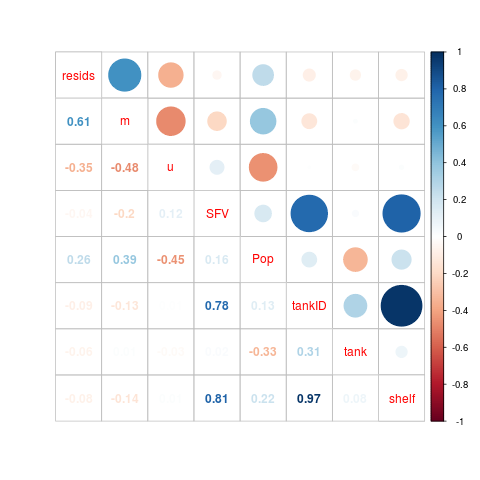 1
resids
0.8
0.61 m
0.6
0.4
-0.35 -0.48 u
0.2
-0.04 -0.2 0.12 SFV
0
0.26 0.39 -0.45 0.16 Pop
-0.2
-0.09 -0.13 0.78 0.13 tankID
-0.4
-0.06 -0.33 0.31 tank
-0.6
-0.8
-0.08 -0.14 0.81 0.22 0.97 0.08 shelf
-1